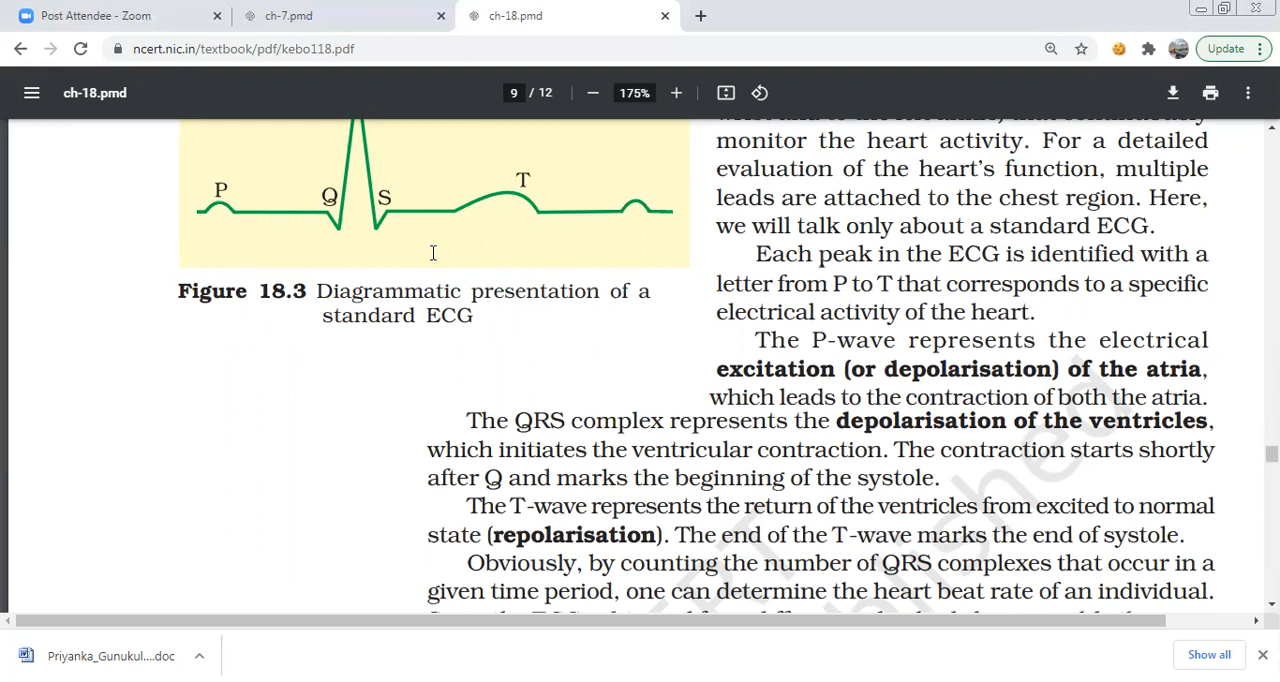 Post Attendee - Zoom
ch-7.pmd
ch-18.pmd
ncert.nic.in/textbook/pdf/kebo118.pdf
Update
ch-18.pmd
9 / 12
175%
P
Q
S
T
Figure 18.3 Diagrammatic presentation of a
standard ECG
monitor the heart activity. For a detailed
evaluation of the heart's function, multiple
leads are attached to the chest region. Here,
we will talk only about a standard ECG.
Each peak in the ECG is identified with a
letter from P to T that corresponds to a specific
electrical activity of the heart.
The P-wave represents the electrical
excitation (or depolarisation) of the atria,
which leads to the contraction of both the atria.
The QRS complex represents the depolarisation of the ventricles,
which initiates the ventricular contraction. The contraction starts shortly
after Q and marks the beginning of the systole.
The T-wave represents the return of the ventricles from excited to normal
state (repolarisation). The end of the T-wave marks the end of systole.
Obviously, by counting the number of QRS complexes that occur in a
given time period, one can determine the heart beat rate of an individual.
Priyanka_Gunukul....doc
Show all